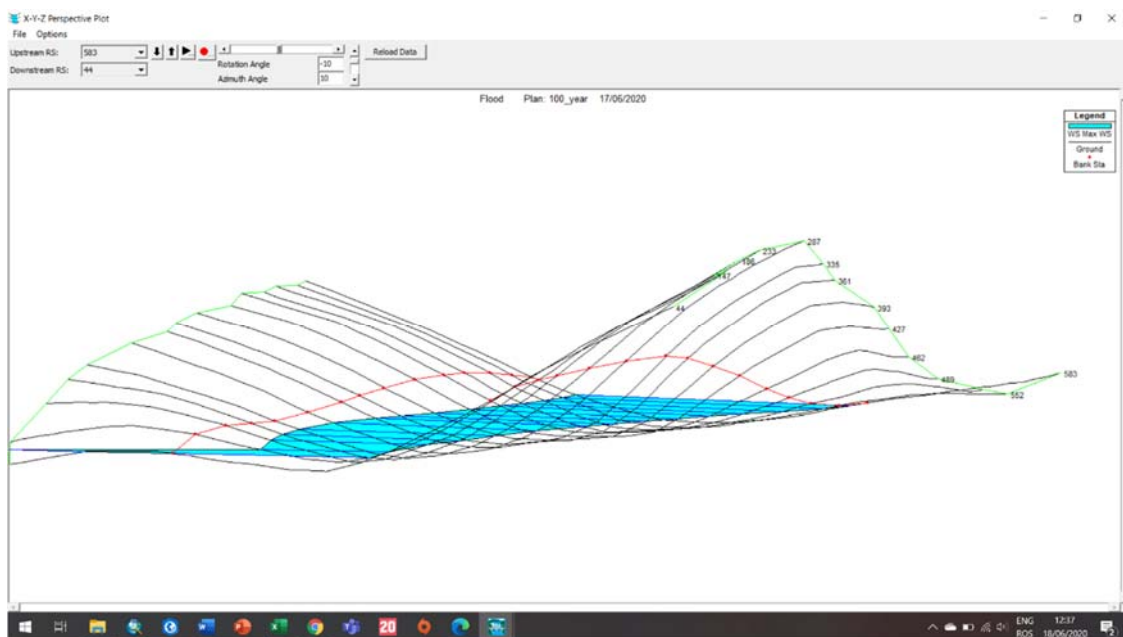 X-Y-Z Perspective Plot
File Options
Upstream RS: 583
Downstream RS: 44
Rotation Angle -10
Azimuth Angle 10
Reload Data
Flood Plan: 100_year 17/06/2020
Legend
WS Max WS
Ground
Bank Sta
287
233
186
335
147
361
44
393
427
462
583
489
552
20
ENG 12:37
ROS 18/06/2020
2